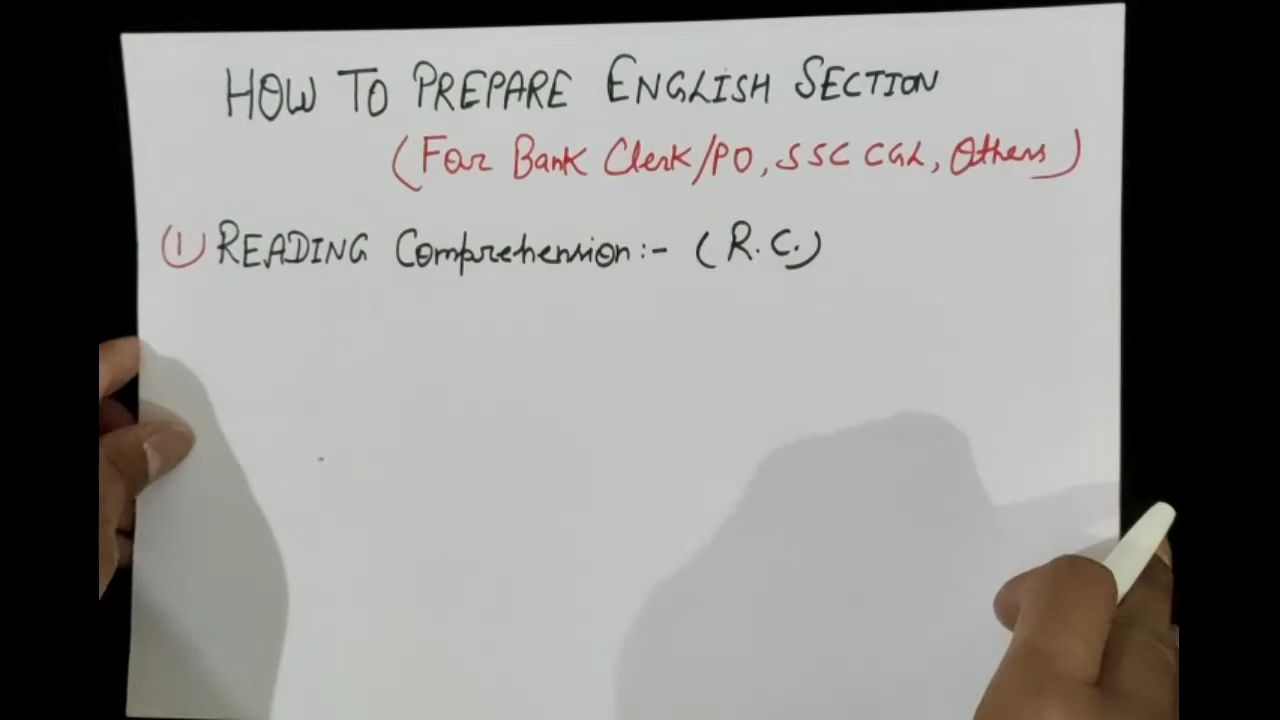 HOW TO PREPARE ENGLISH SECTION
(For Bank Clerk/PO, SSC CGL, Others)
(1) READING Comprehension:- (R.C.)